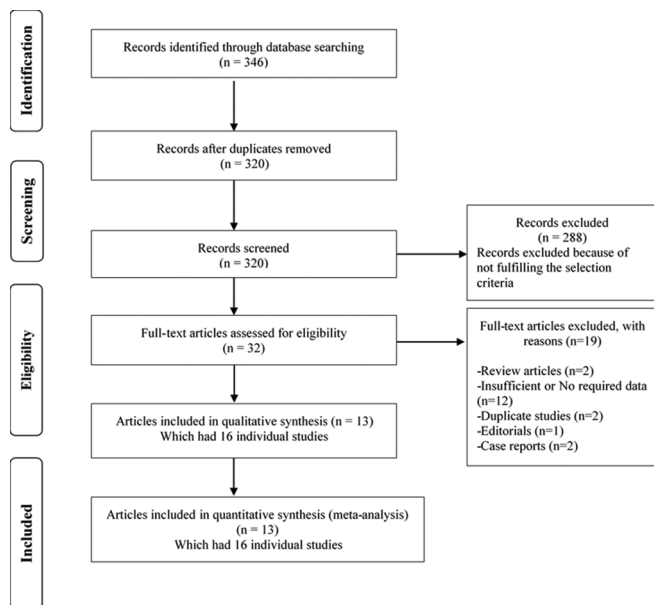 Identification
Records identified through database searching
(n = 346)
Records after duplicates removed
(n = 320)
Screening
Records screened
(n = 320)
Records excluded
(n = 288)
Records excluded because of
not fulfilling the selection
criteria
Eligibility
Full-text articles assessed for eligibility
(n = 32)
Full-text articles excluded, with
reasons (n=19)
-Review articles (n=2)
-Insufficient or No required data
(n=12)
-Duplicate studies (n=2)
-Editorials (n=1)
-Case reports (n=2)
Articles included in qualitative synthesis (n = 13)
Which had 16 individual studies
Included
Articles included in quantitative synthesis (meta-analysis)
(n = 13)
Which had 16 individual studies